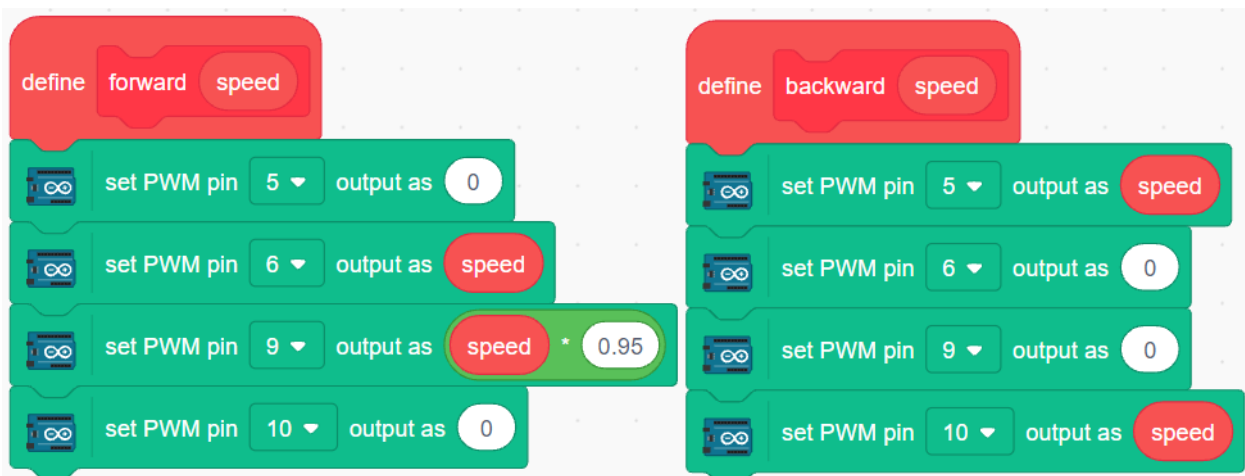 define forward speed
set PWM pin 5 output as 0
set PWM pin 6 output as speed
set PWM pin 9 output as speed * 0.95
set PWM pin 10 output as 0
define backward speed
set PWM pin 5 output as speed
set PWM pin 6 output as 0
set PWM pin 9 output as 0
set PWM pin 10 output as speed